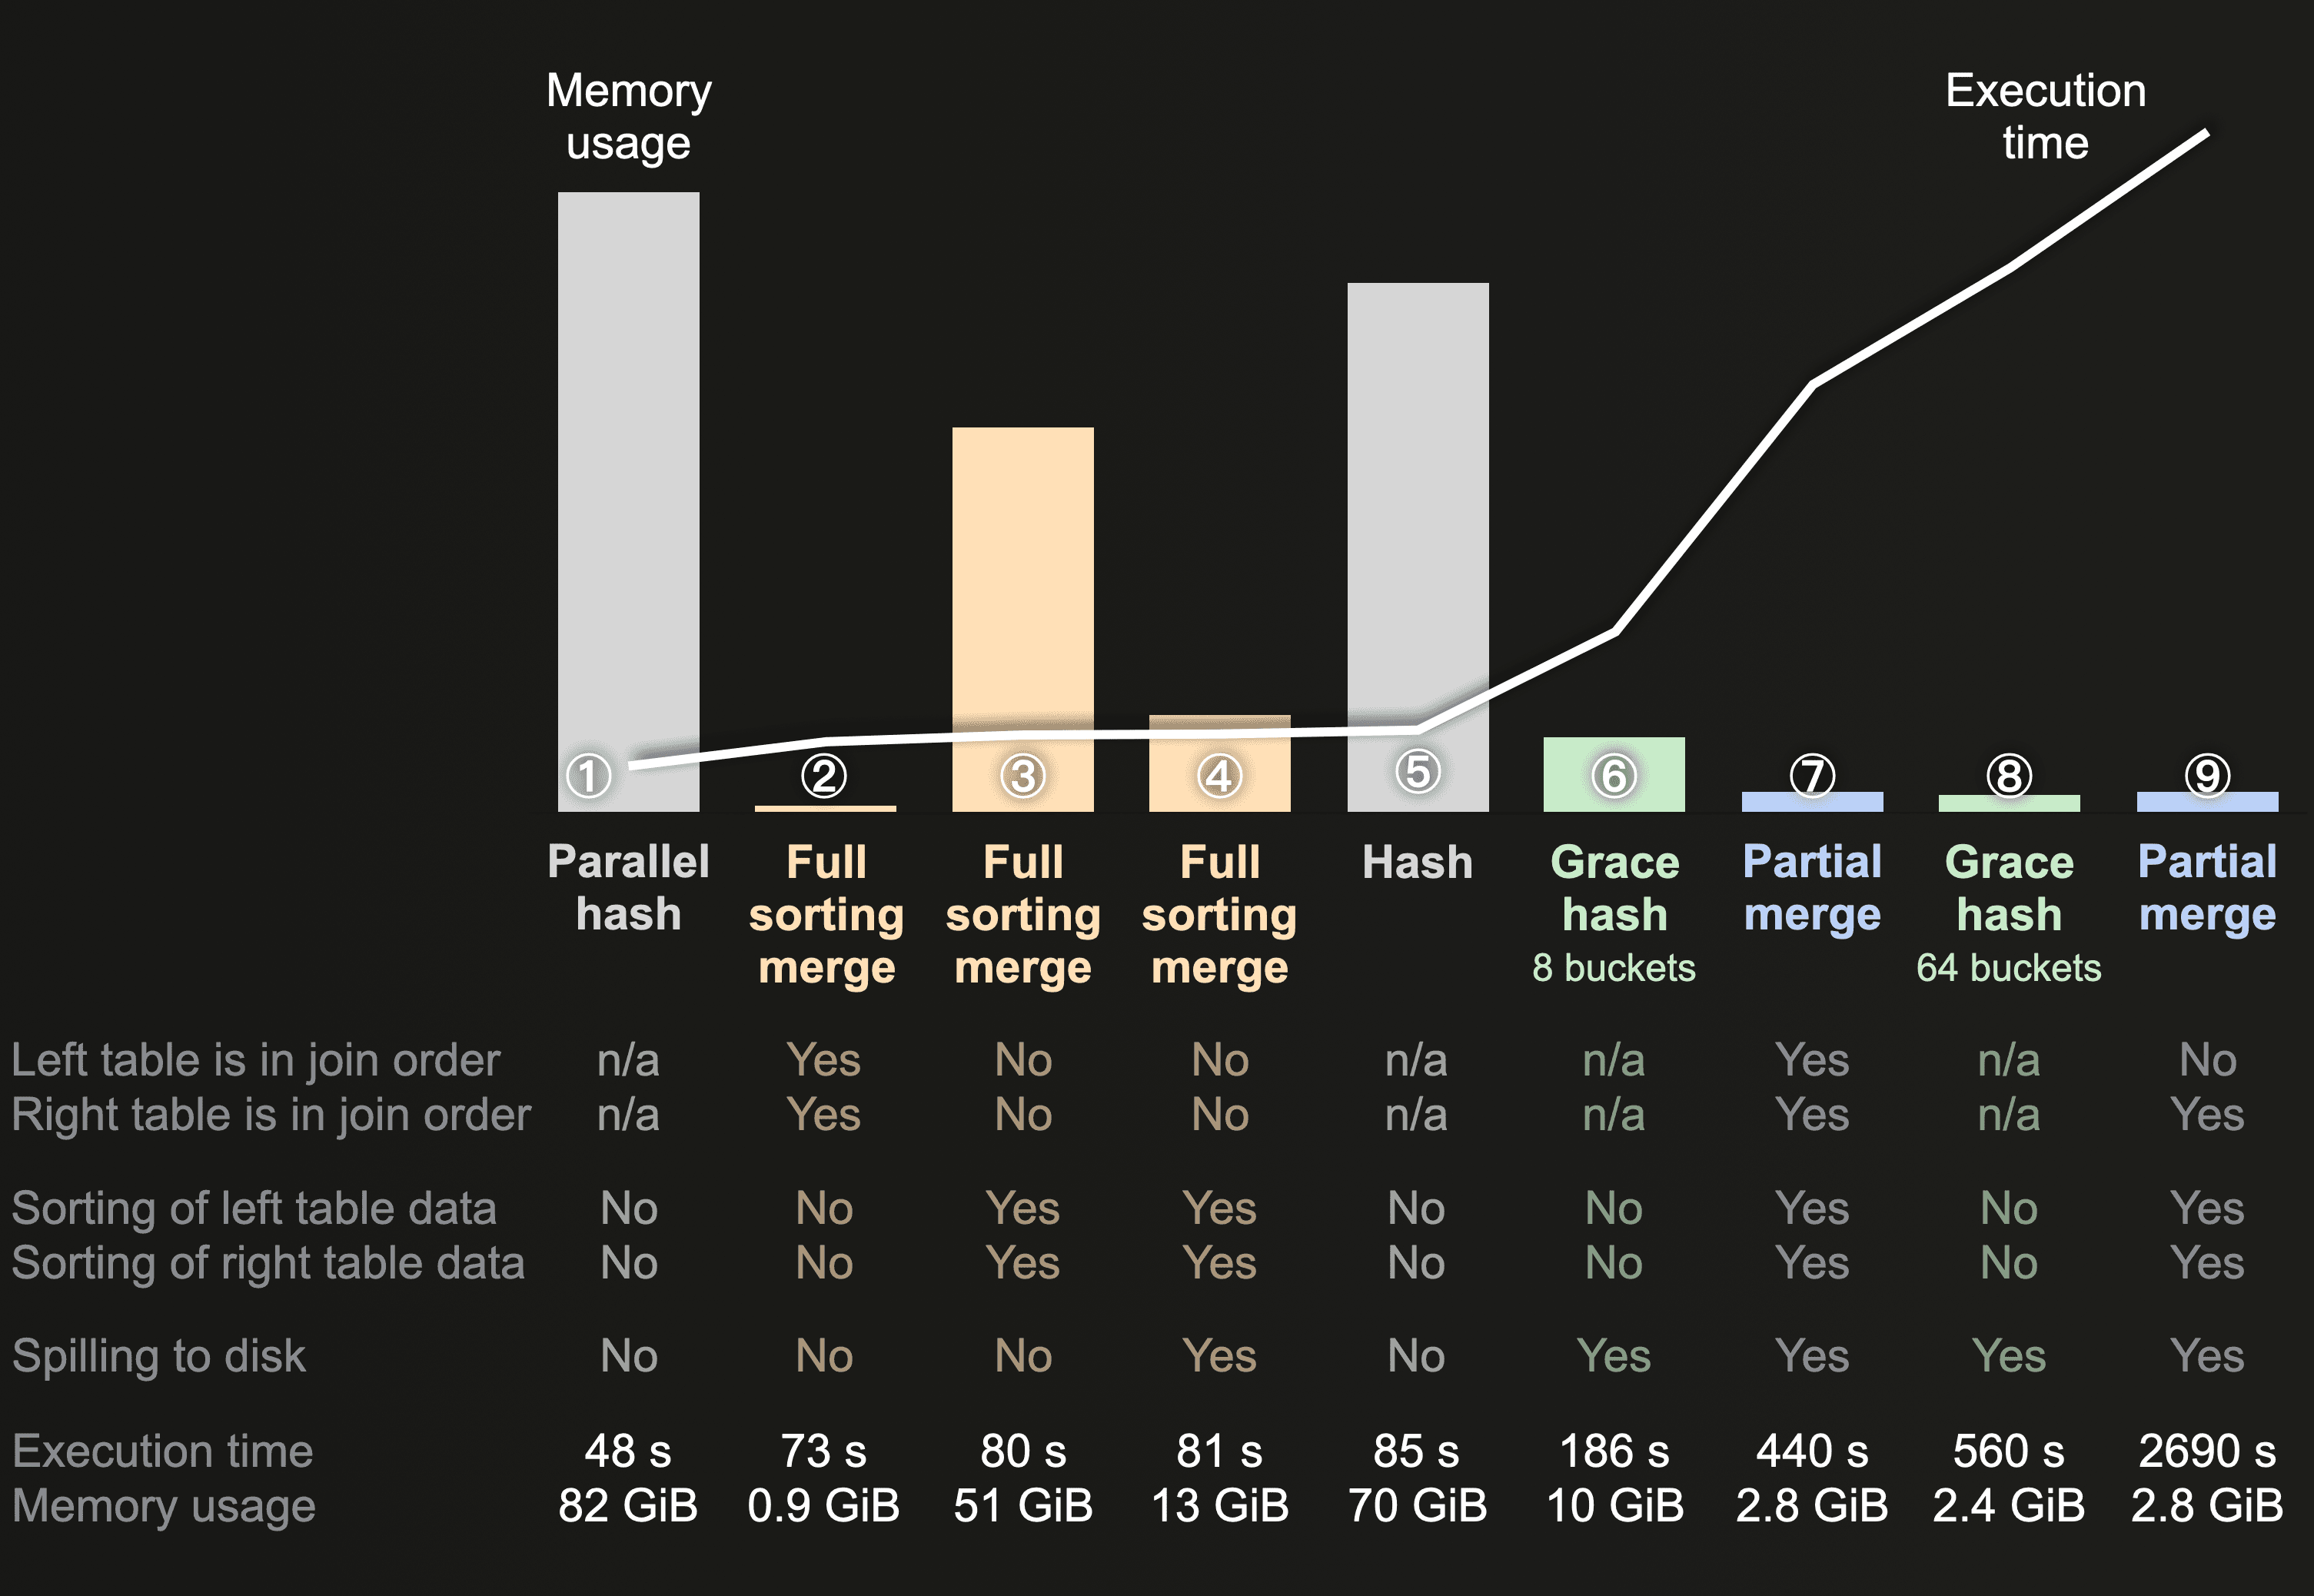 Memory
usage
Execution
time
① ② ③ ④ ⑤ ⑥ ⑦ ⑧ ⑨
Parallel
hash
Full
sorting
merge
Full
sorting
merge
Full
sorting
merge
Hash
Grace
hash
8 buckets
Partial
merge
Grace
hash
64 buckets
Partial
merge
Left table is in join order n/a Yes No No n/a n/a Yes n/a No
Right table is in join order n/a Yes No No n/a n/a Yes n/a Yes
Sorting of left table data No No Yes Yes No No Yes No Yes
Sorting of right table data No No Yes Yes No No Yes No Yes
Spilling to disk No No No Yes No Yes Yes Yes Yes
Execution time 48 s 73 s 80 s 81 s 85 s 186 s 440 s 560 s 2690 s
Memory usage 82 GiB 0.9 GiB 51 GiB 13 GiB 70 GiB 10 GiB 2.8 GiB 2.4 GiB 2.8 GiB